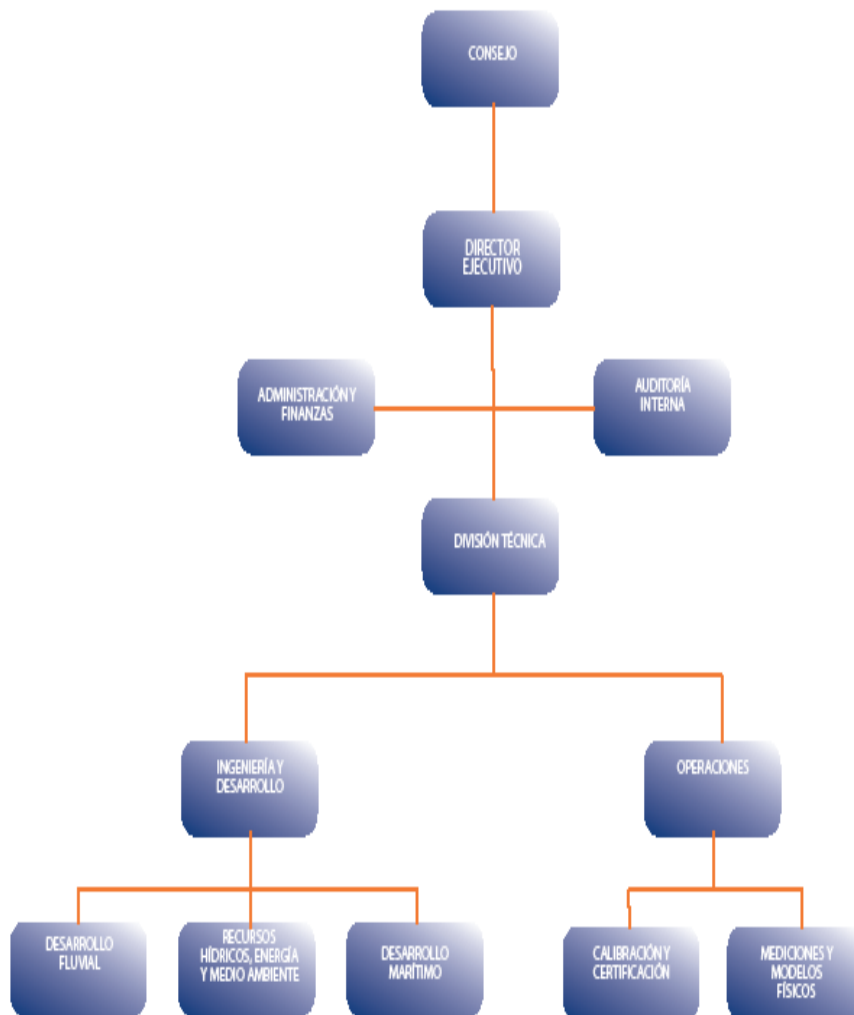 CONSEJO
DIRECTOR
EJECUTIVO
ADMINISTRACIÓN Y
FINANZAS
AUDITORÍA
INTERNA
DIVISIÓN TÉCNICA
INGENIERÍA Y
DESARROLLO
OPERACIONES
DESARROLLO
FLUVIAL
RECURSOS
HÍDRICOS, ENERGÍA
Y MEDIO AMBIENTE
DESARROLLO
MARÍTIMO
CALIBRACIÓN Y
CERTIFICACIÓN
MEDICIONES Y
MODELOS
FÍSICOS